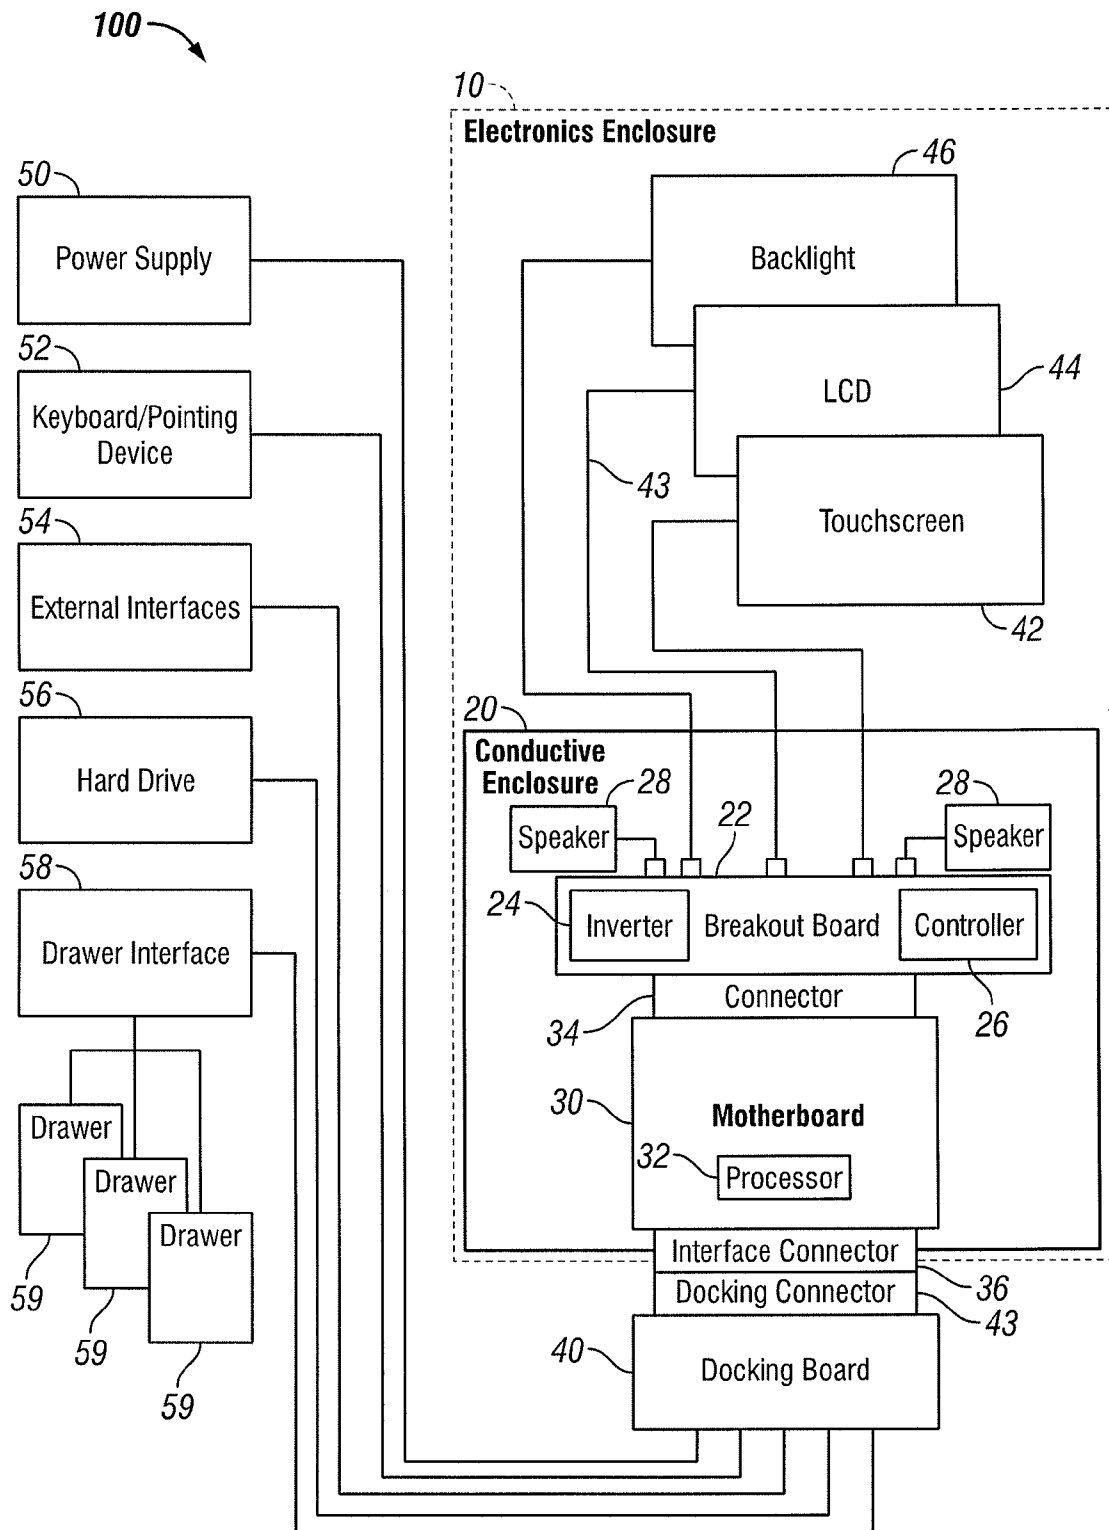 100
10
Electronics Enclosure
46
50
Power Supply
Backlight
52
LCD
44
Keyboard/Pointing
Device
43
54
Touchscreen
External Interfaces
42
56
20
Conductive
Enclosure
Hard Drive
28
28
22
Speaker
Speaker
58
24
Inverter
Breakout Board
Controller
Drawer Interface
Connector
34
26
30
Motherboard
Drawer
32
Processor
Drawer
Drawer
Interface Connector
59
36
Docking Connector
59
43
40
Docking Board
59